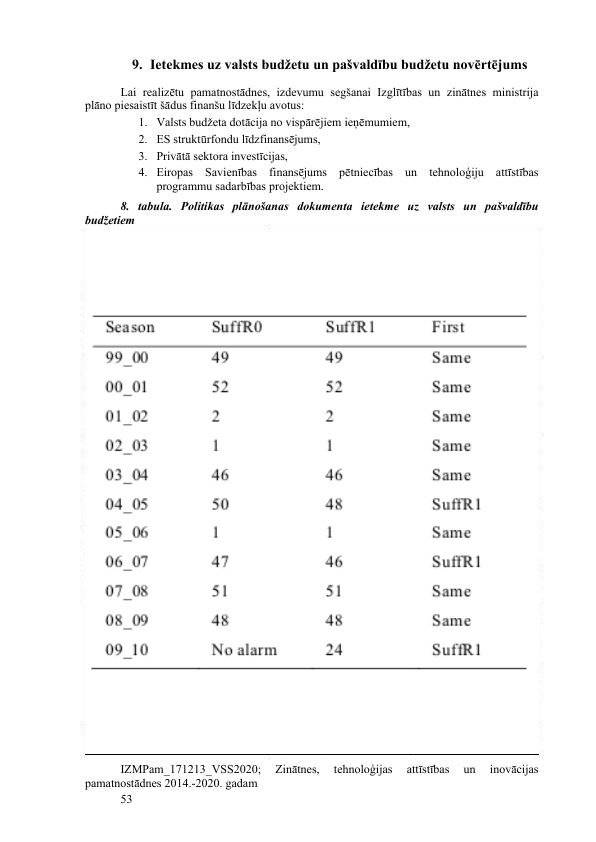 9. Ietekmes uz valsts budžetu un pašvaldību budžetu novērtējums
Lai realizētu pamatnostādnes, izdevumu segšanai Izglītības un zinātnes ministrija
plāno piesaistīt šādus finanšu līdzekļu avotus:
1. Valsts budžeta dotācija no vispārējiem ieņēmumiem,
2. ES struktūrfondu līdzfinansējums,
3. Privātā sektora investīcijas,
4. Eiropas Savienības finansējums pētniecības un tehnoloģiju attīstības
programmu sadarbības projektiem.
8. tabula. Politikas plānošanas dokumenta ietekme uz valsts un pašvaldību
budžetiem
Season SuffR0 SuffR1 First
99_00 49 49 Same
00_01 52 52 Same
01_02 2 2 Same
02_03 1 1 Same
03_04 46 46 Same
04_05 50 48 SuffR1
05_06 1 1 Same
06_07 47 46 SuffR1
07_08 51 51 Same
08_09 48 48 Same
09_10 No alarm 24 SuffR1
IZMPam_171213_VSS2020; Zinātnes, tehnoloģijas attīstības un inovācijas
pamatnostādnes 2014.-2020. gadam
53